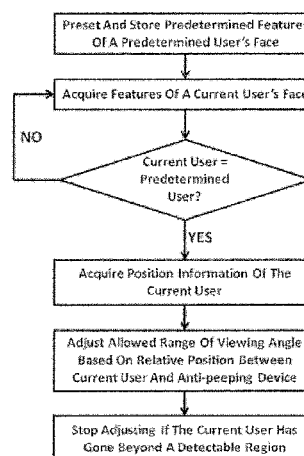 Preset And Store Predetermined Features
Of A Predetermined User's Face
Acquire Features Of A Current User's Face
NO
Current User =
Predetermined
User?
YES
Acquire Position Information Of The
Current User
Adjust Allowed Range Of Viewing Angle
Based On Relative Position Between
Current User And Anti-peeping Device
Stop Adjusting If The Current User Has
Gone Beyond A Detectable Region